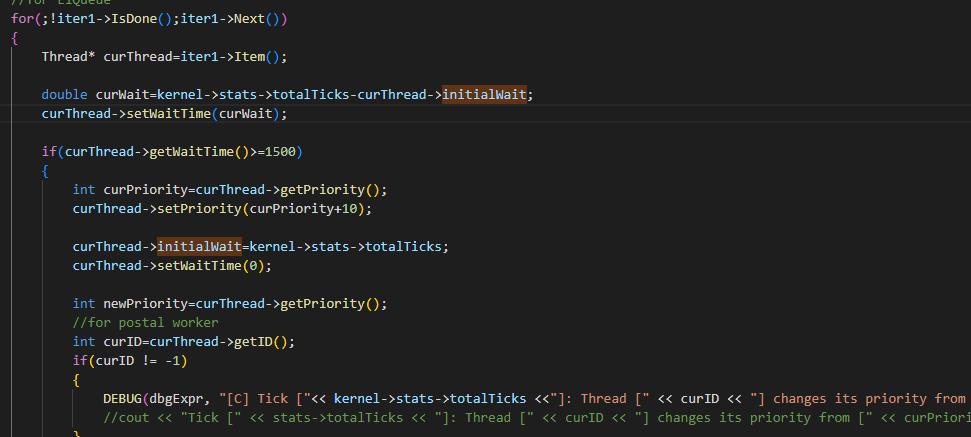 //for L1Queue
for(;!iter1->IsDone();iter1->Next())
{
Thread* curThread=iter1->Item();
double curWait=kernel->stats->totalTicks-curThread->initialWait;
curThread->setWaitTime(curWait);
if(curThread->getWaitTime()>=1500)
{
int curPriority=curThread->getPriority();
curThread->setPriority(curPriority+10);
curThread->initialWait=kernel->stats->totalTicks;
curThread->setWaitTime(0);
int newPriority=curThread->getPriority();
//for postal worker
int curID=curThread->getID();
if(curID != -1)
{
DEBUG(dbgExpr, "[C] Tick ["<< kernel->stats->totalTicks <<"]: Thread [" << curID << "] changes its priority from
//cout << "Tick [" << stats->totalTicks << "]: Thread [" << curID << "] changes its priority from [" << curPriori
}